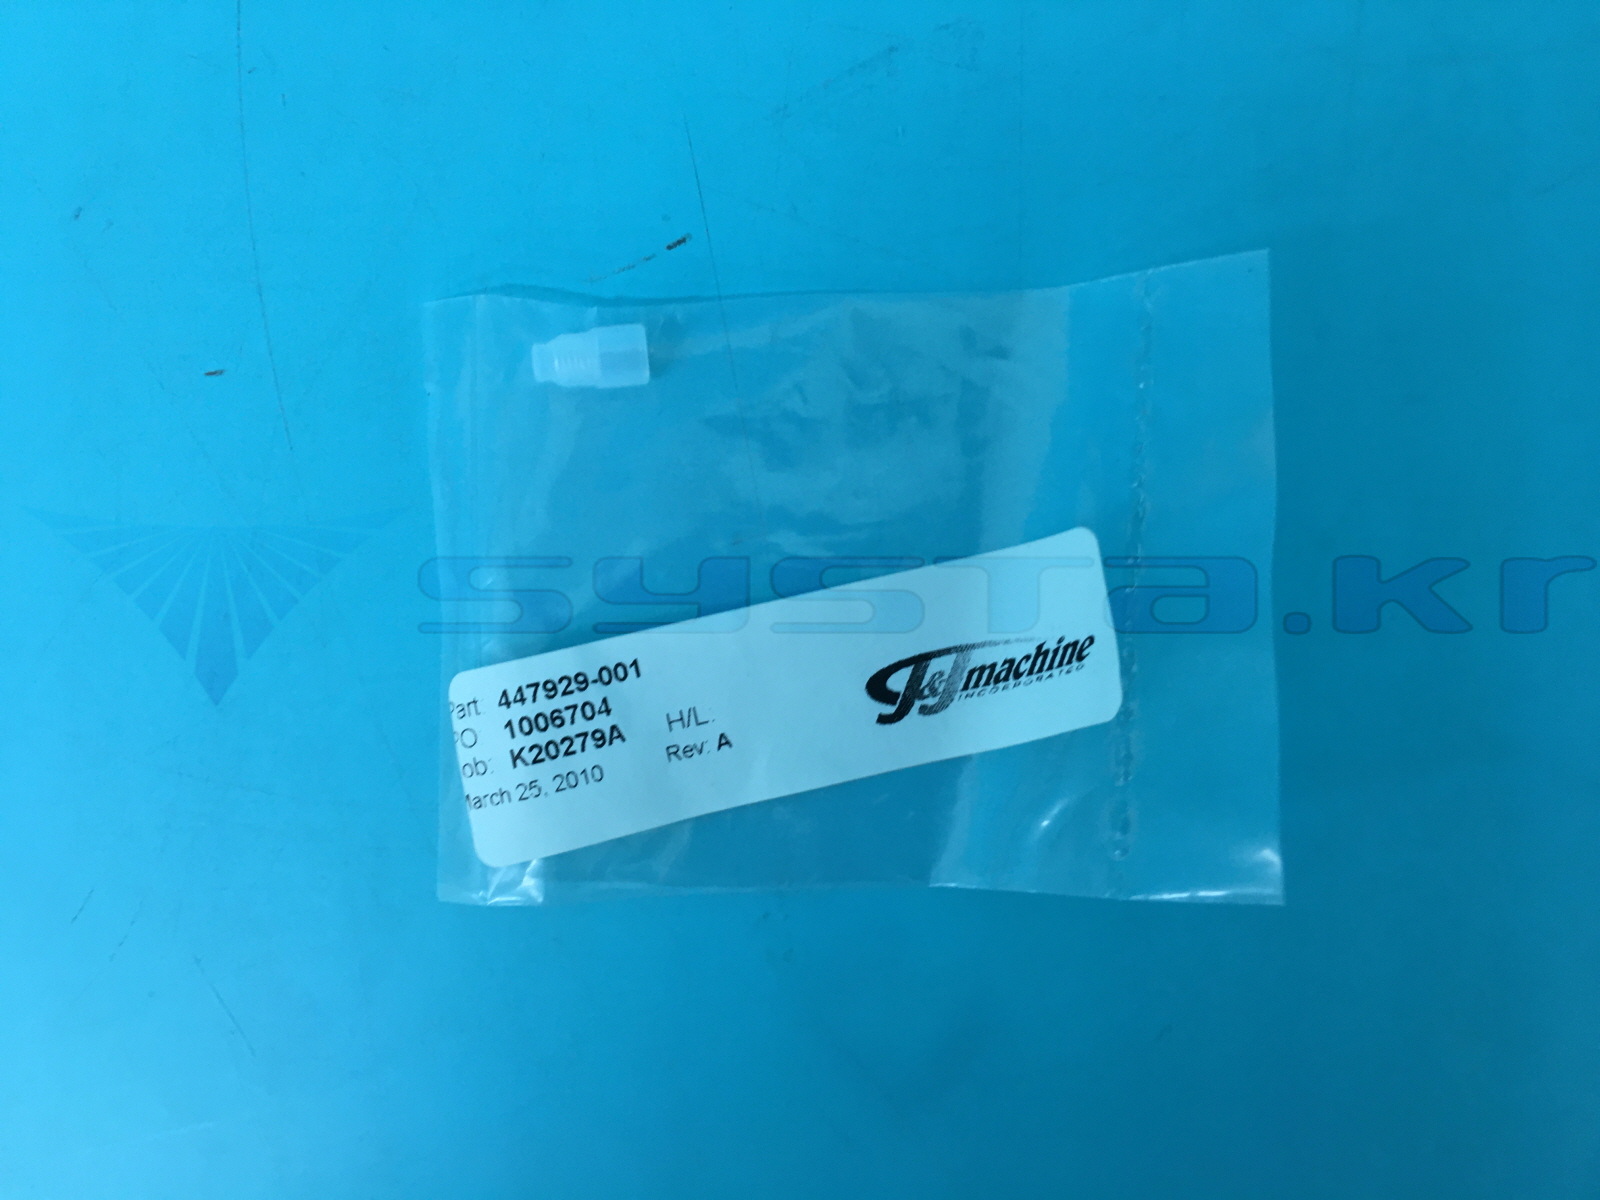 systa.kr
Part: 447929-001
PO 1006704 H/L:
ob: K20279A Rev: A
March 25, 2010
J&J machine
INCORPORATED